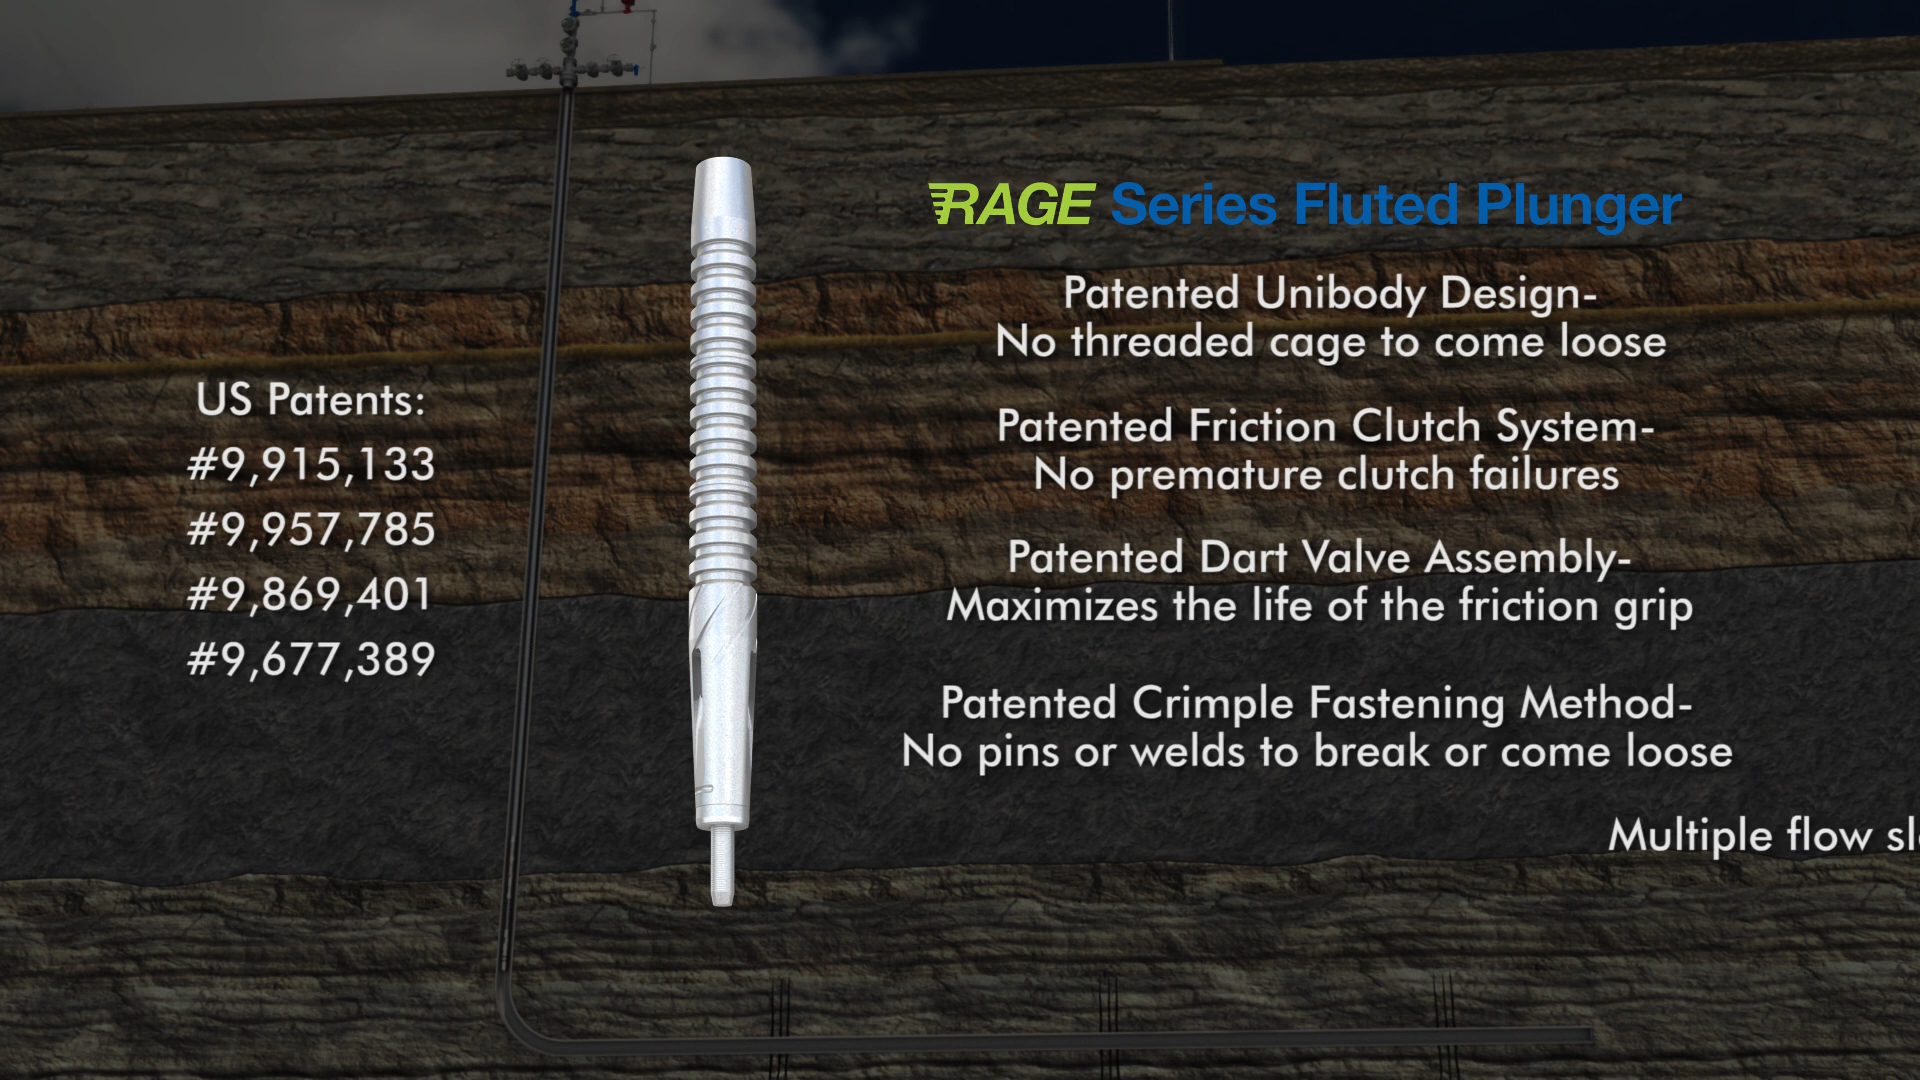 RAGE Series Fluted Plunger
Patented Unibody Design-
No threaded cage to come loose
US Patents:
#9,915,133
#9,957,785
#9,869,401
#9,677,389
Patented Friction Clutch System-
No premature clutch failures
Patented Dart Valve Assembly-
Maximizes the life of the friction grip
Patented Crimple Fastening Method-
No pins or welds to break or come loose
Multiple flow